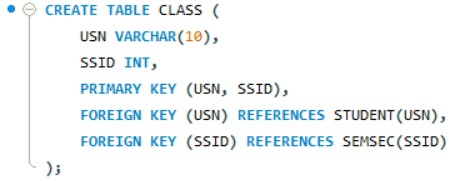 CREATE TABLE CLASS (
USN VARCHAR(10),
SSID INT,
PRIMARY KEY (USN, SSID),
FOREIGN KEY (USN) REFERENCES STUDENT(USN),
FOREIGN KEY (SSID) REFERENCES SEMSEC(SSID)
);